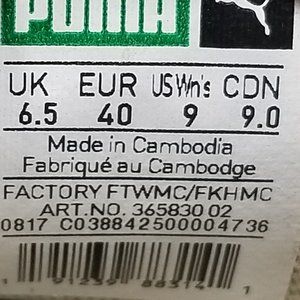 PUMA
UK EUR US Wn's CDN
6.5 40 9 9.0
Made in Cambodia
Fabriqué au Cambodge
FACTORY FTWMC/FKHMC
ART.NO. 365830 02
0817 C038842500004736